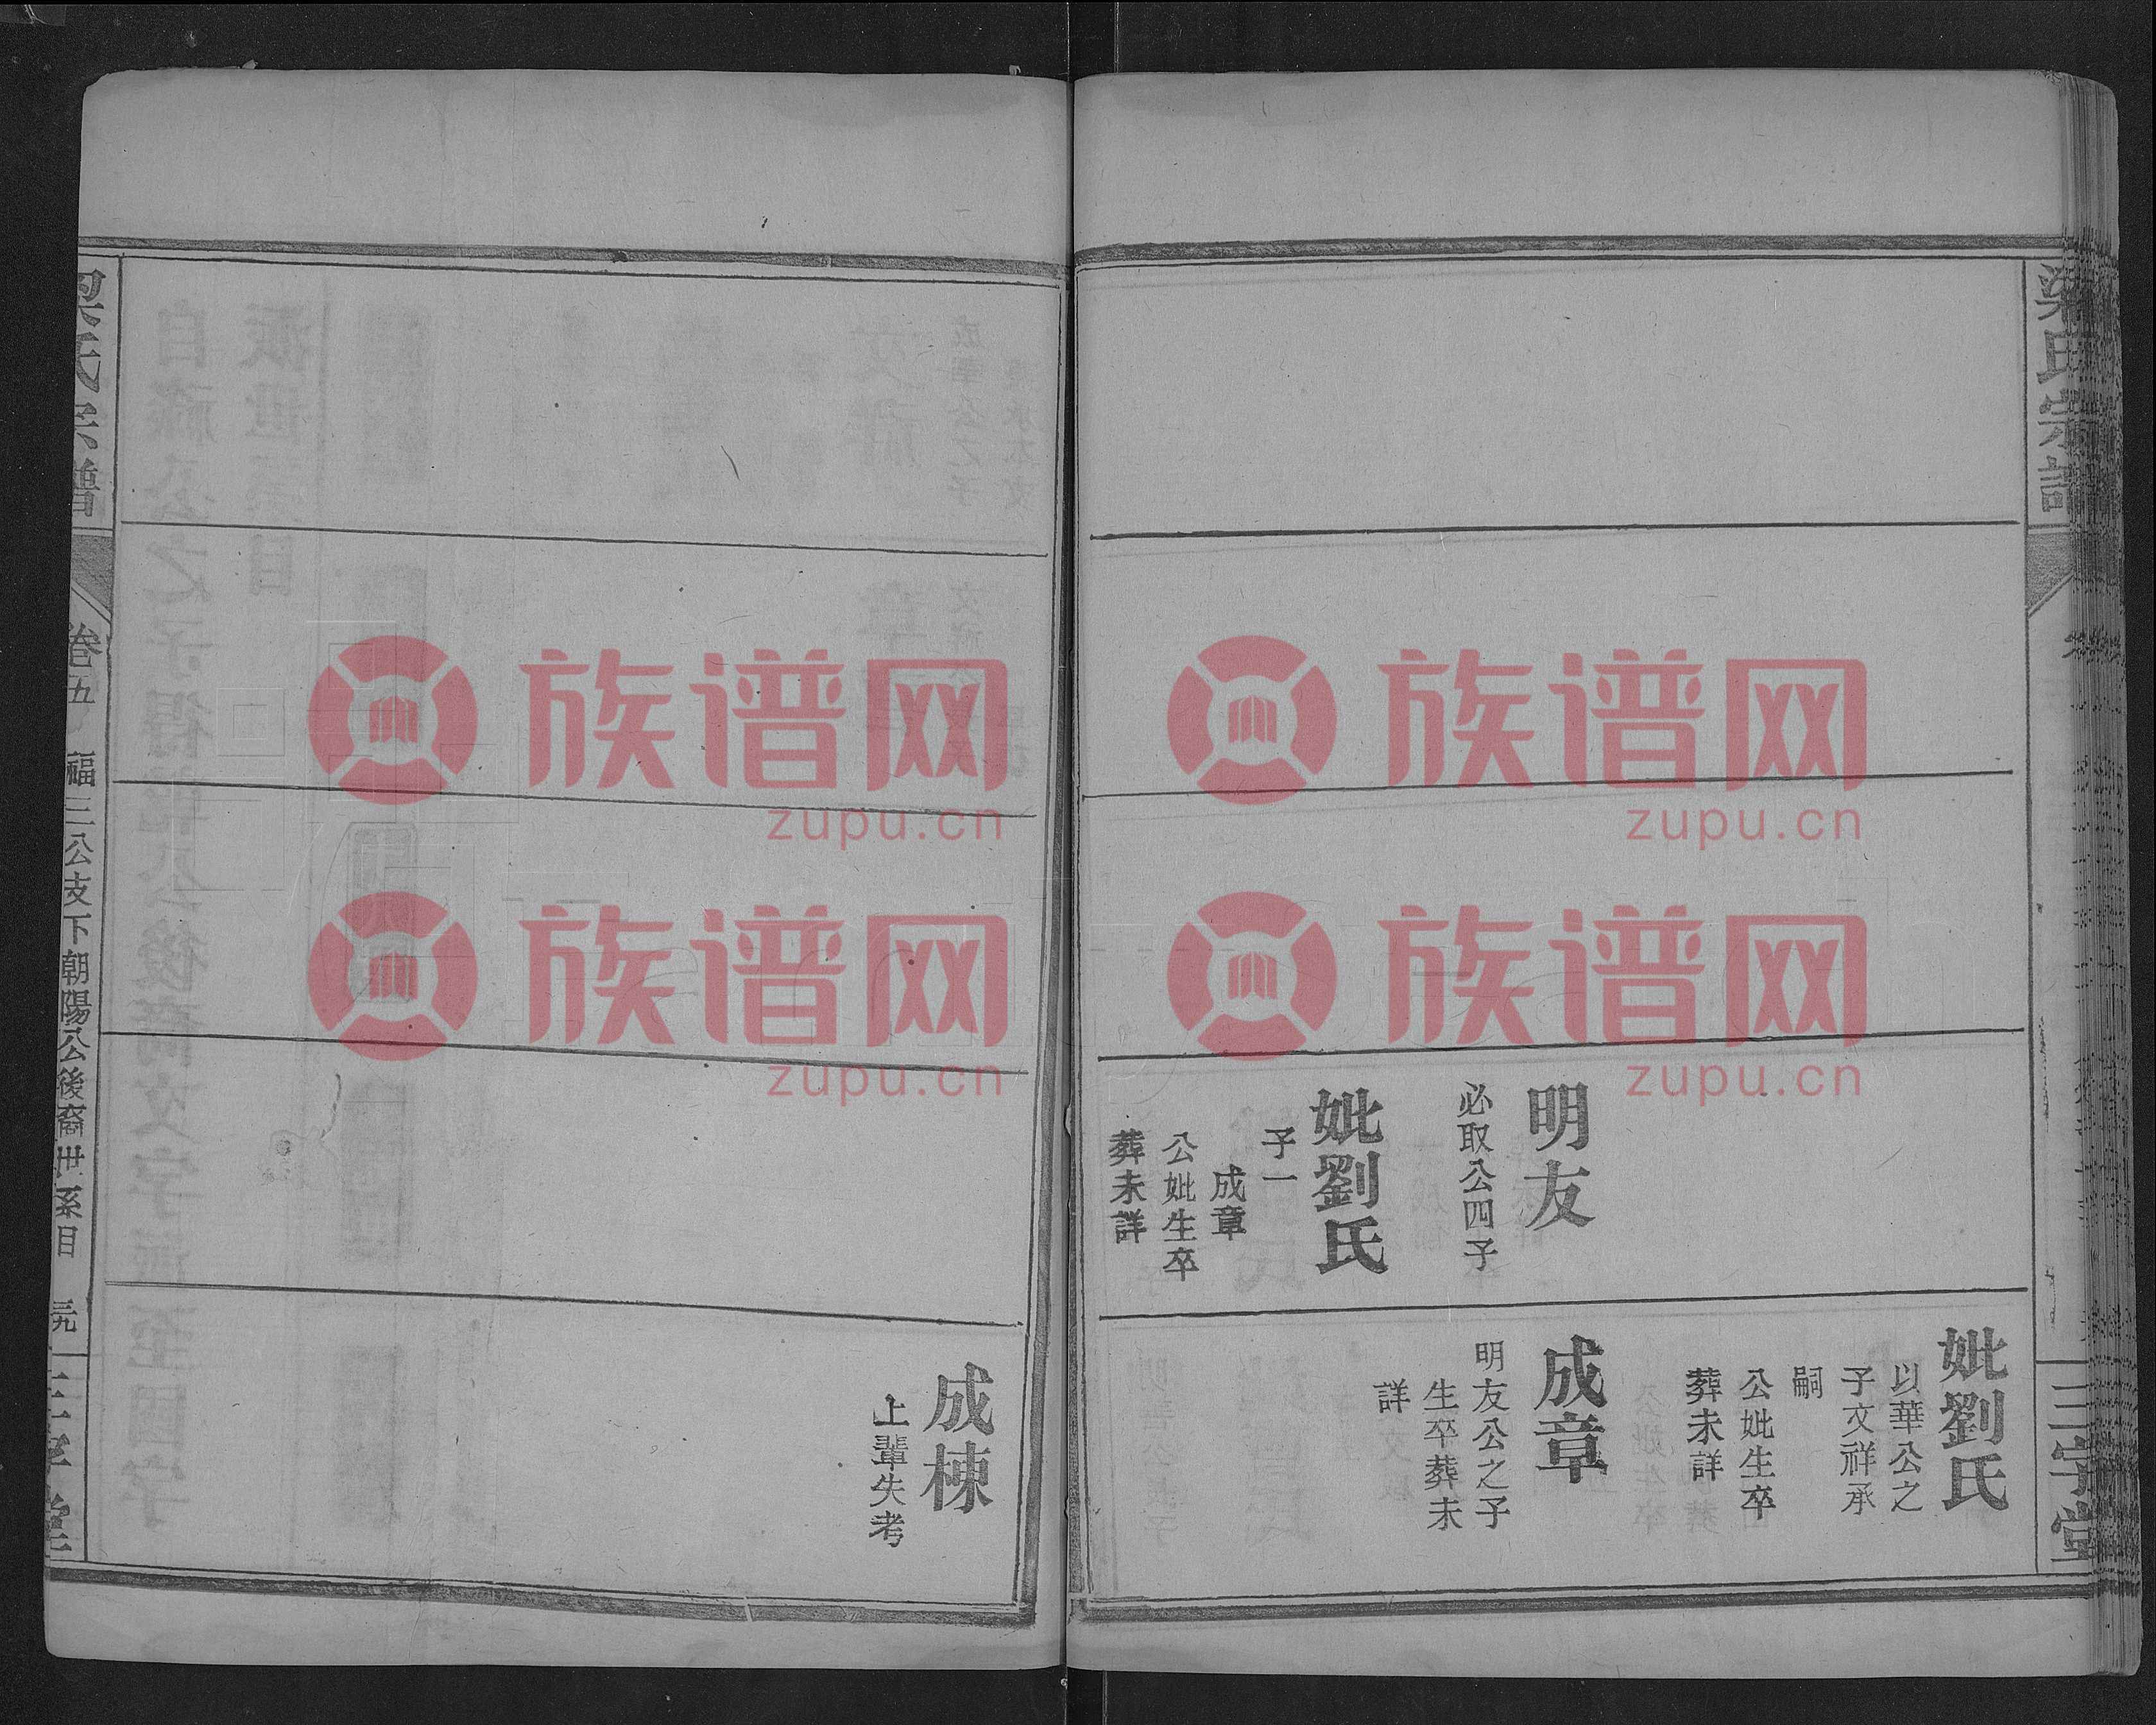 梁氏宗譜
三字堂
明友
必取公四子
妣劉氏
子一
成章
公妣生卒
葬未詳
妣劉氏
以華公之
子文祥承
嗣
公妣生卒
葬未詳
成章
明友公之子
生卒葬未
詳
成棟
上輩失考
氏宗譜
卷五
福三公支下朝陽公後裔世系目
三九
三字堂
族谱网
zupu.cn
族谱网
zupu.cn
族谱网
zupu.cn
族谱网
zupu.cn